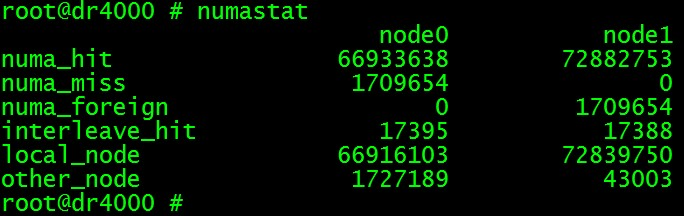 root@dr4000 # numastat
node0 node1
numa_hit 66933638 72882753
numa_miss 1709654 0
numa_foreign 0 1709654
interleave_hit 17395 17388
local_node 66916103 72839750
other_node 1727189 43003
root@dr4000 #